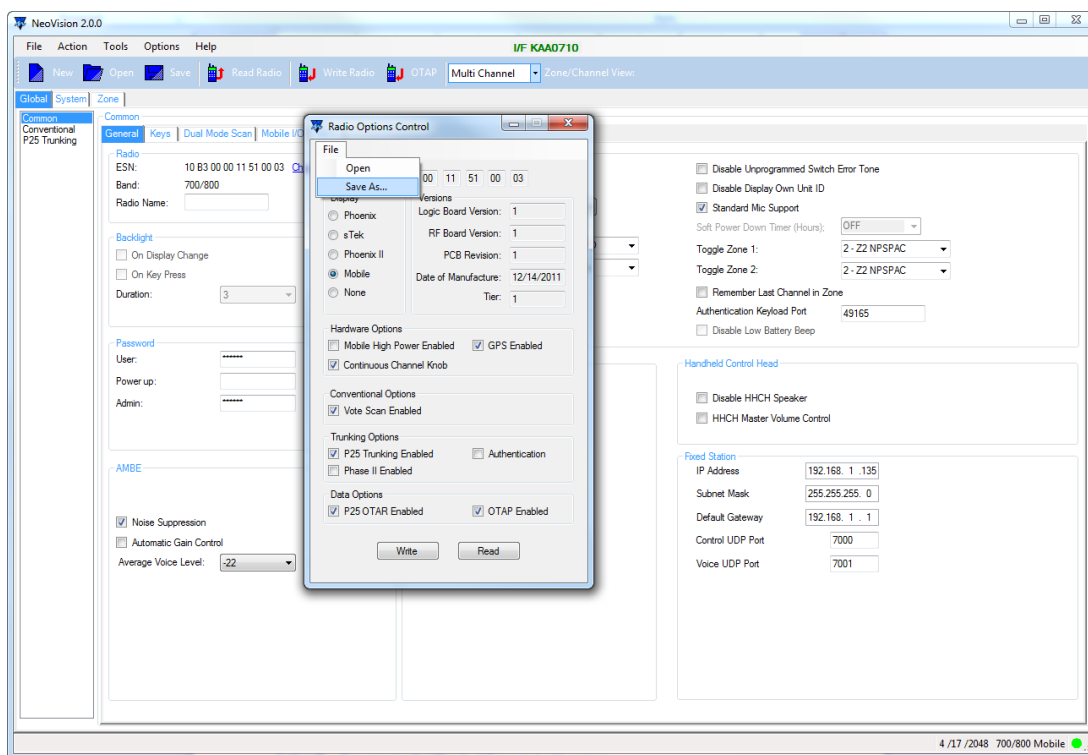 NeoVision 2.0.0
File Action Tools Options Help I/F KAA0710
New Open Save Read Radio Write Radio OTAP Multi Channel Zone/Channel View:
Global System Zone
Common
Conventional
P25 Trunking
Common
General Keys Dual Mode Scan Mobile I/O
Radio
ESN: 10 B3 00 00 11 51 00 03
Band: 700/800
Radio Name:
Backlight
On Display Change
On Key Press
Duration: 3
Password
User: ******
Power up:
Admin: ******
AMBE
Noise Suppression
Automatic Gain Control
Average Voice Level: -22
Radio Options Control
File
Open
Save As...
00 11 51 00 03
Display
Phoenix
sTek
Phoenix II
Mobile
None
Versions
Logic Board Version: 1
RF Board Version: 1
PCB Revision: 1
Date of Manufacture: 12/14/2011
Tier: 1
Hardware Options
Mobile High Power Enabled GPS Enabled
Continuous Channel Knob
Conventional Options
Vote Scan Enabled
Trunking Options
P25 Trunking Enabled Authentication
Phase II Enabled
Data Options
P25 OTAR Enabled OTAP Enabled
Write Read
Disable Unprogrammed Switch Error Tone
Disable Display Own Unit ID
Standard Mic Support
Soft Power Down Timer (Hours): OFF
Toggle Zone 1: 2 - Z2 NPSPAC
Toggle Zone 2: 2 - Z2 NPSPAC
Remember Last Channel in Zone
Authentication Keyload Port 49165
Disable Low Battery Beep
Handheld Control Head
Disable HHCH Speaker
HHCH Master Volume Control
Fixed Station
IP Address 192.168. 1 .135
Subnet Mask 255.255.255. 0
Default Gateway 192.168. 1 . 1
Control UDP Port 7000
Voice UDP Port 7001
4 /17 /2048 700/800 Mobile